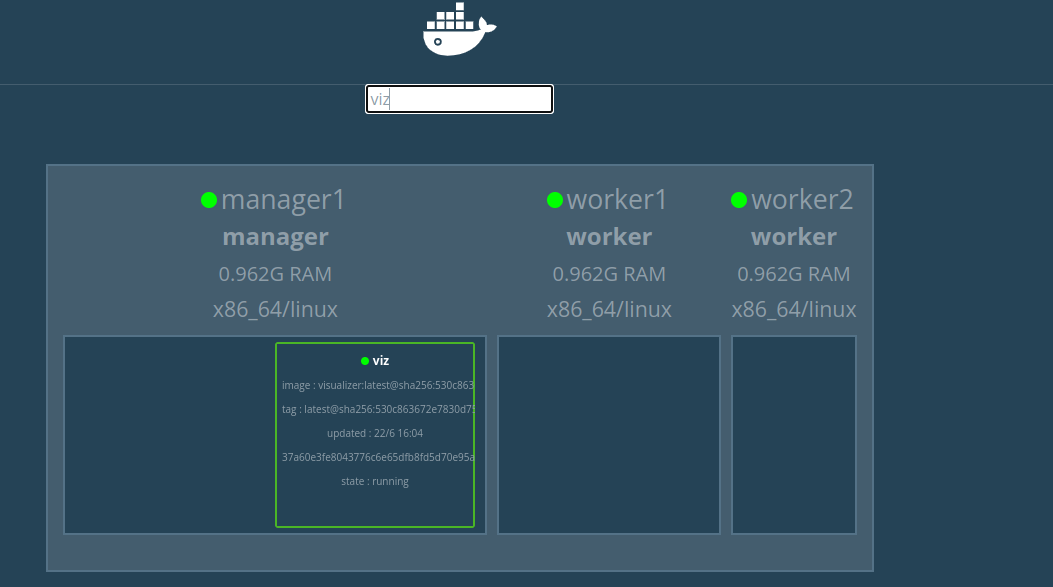 viz
manager1
manager
0.962G RAM
x86_64/linux
worker1
worker
0.962G RAM
x86_64/linux
worker2
worker
0.962G RAM
x86_64/linux
viz
image : visualizer:latest@sha256:530c863
tag : latest@sha256:530c863672e7830d7
updated : 22/6 16:04
37a60e3fe8043776c6e65dfb8fd5d70e95a
state : running